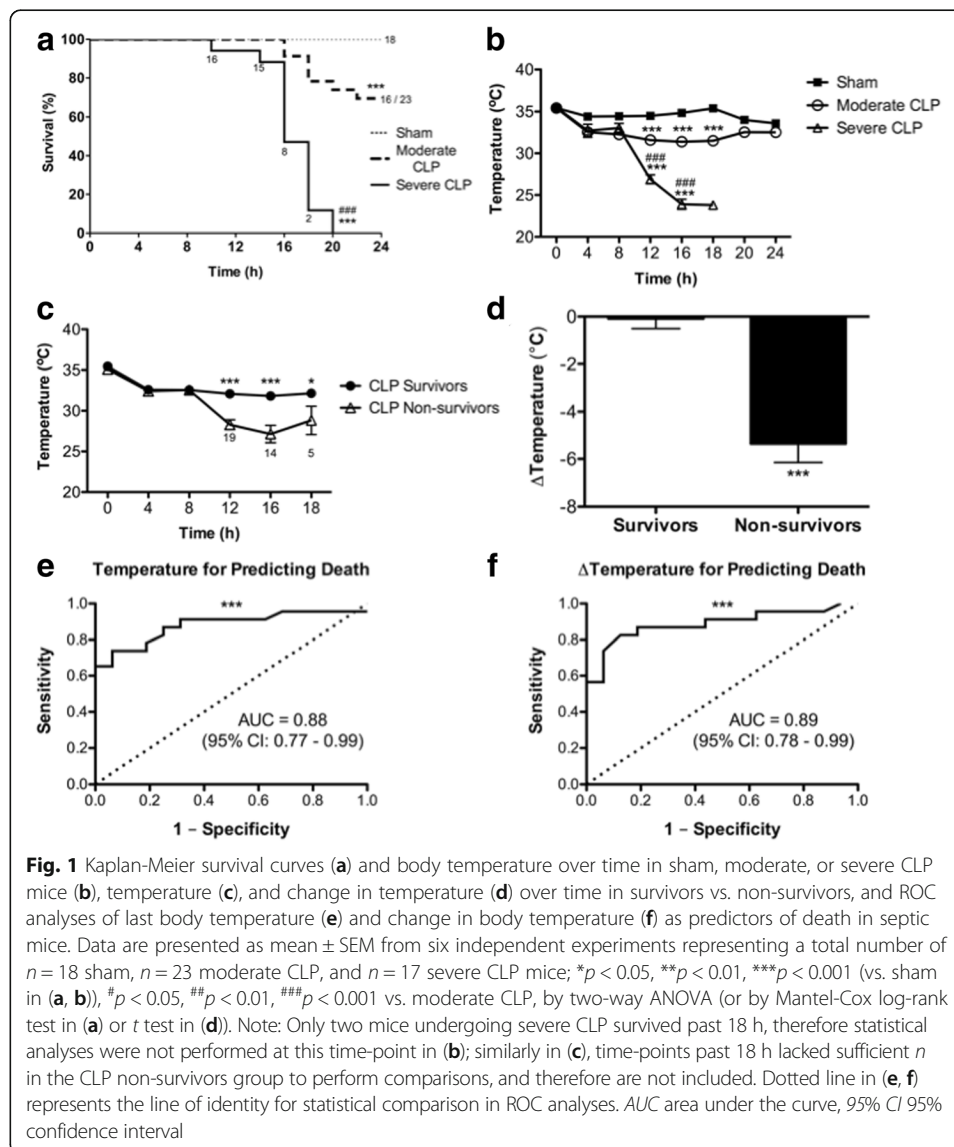 a
100
80
60
40
20
0
Survival (%)
0 4 8 12 16 20 24
Time (h)
18
16
15
***
16 / 23
8
2
###
***
Sham
Moderate
CLP
Severe CLP
b
40
35
30
25
20
Temperature (ºC)
*** *** ***
###
***
###
***
0 4 8 12 16 18 20 24
Time (h)
Sham
Moderate CLP
Severe CLP
c
40
35
30
25
20
Temperature (ºC)
*** *** *
19 14 5
0 4 8 12 16 18
Time (h)
CLP Survivors
CLP Non-survivors
d
0
-2
-4
-6
-8
ΔTemperature (°C)
***
Survivors Non-survivors
e
Temperature for Predicting Death
1.0
0.8
0.6
0.4
0.2
0.0
Sensitivity
***
AUC = 0.88
(95% CI: 0.77 - 0.99)
0.0 0.2 0.4 0.6 0.8 1.0
1 – Specificity
f
ΔTemperature for Predicting Death
1.0
0.8
0.6
0.4
0.2
0.0
Sensitivity
***
AUC = 0.89
(95% CI: 0.78 - 0.99)
0.0 0.2 0.4 0.6 0.8 1.0
1 – Specificity
Fig. 1 Kaplan-Meier survival curves (a) and body temperature over time in sham, moderate, or severe CLP
mice (b), temperature (c), and change in temperature (d) over time in survivors vs. non-survivors, and ROC
analyses of last body temperature (e) and change in body temperature (f) as predictors of death in septic
mice. Data are presented as mean ± SEM from six independent experiments representing a total number of
n = 18 sham, n = 23 moderate CLP, and n = 17 severe CLP mice; *p < 0.05, **p < 0.01, ***p < 0.001 (vs. sham
in (a, b)), #p < 0.05, ##p < 0.01, ###p < 0.001 vs. moderate CLP, by two-way ANOVA (or by Mantel-Cox log-rank
test in (a) or t test in (d)). Note: Only two mice undergoing severe CLP survived past 18 h, therefore statistical
analyses were not performed at this time-point in (b); similarly in (c), time-points past 18 h lacked sufficient n
in the CLP non-survivors group to perform comparisons, and therefore are not included. Dotted line in (e, f)
represents the line of identity for statistical comparison in ROC analyses. AUC area under the curve, 95% CI 95%
confidence interval